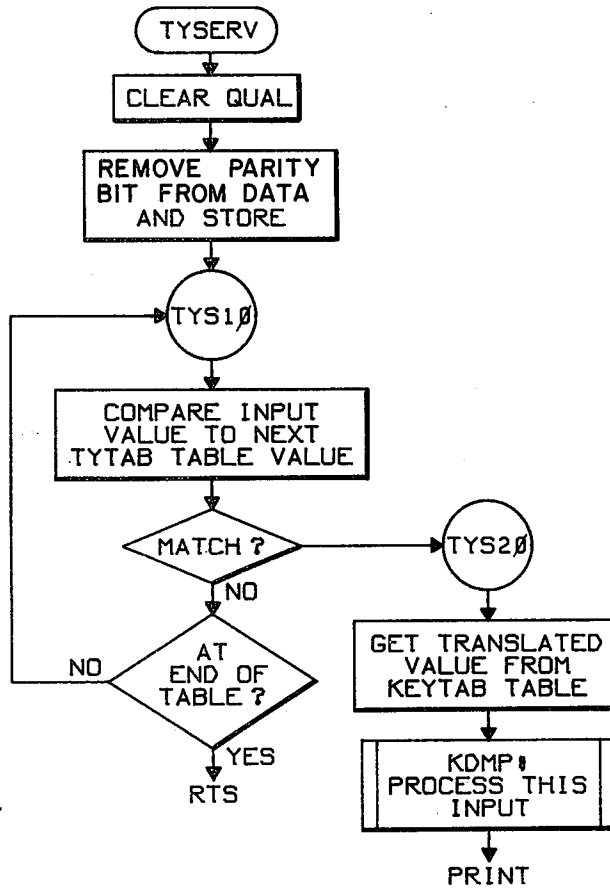 TYSERV
CLEAR QUAL
REMOVE PARITY
BIT FROM DATA
AND STORE
TYS1Ø
COMPARE INPUT
VALUE TO NEXT
TYTAB TABLE VALUE
MATCH ?
TYS2Ø
NO
AT
END OF
TABLE ?
NO
YES
RTS
GET TRANSLATED
VALUE FROM
KEYTAB TABLE
KDMP:
PROCESS THIS
INPUT
PRINT